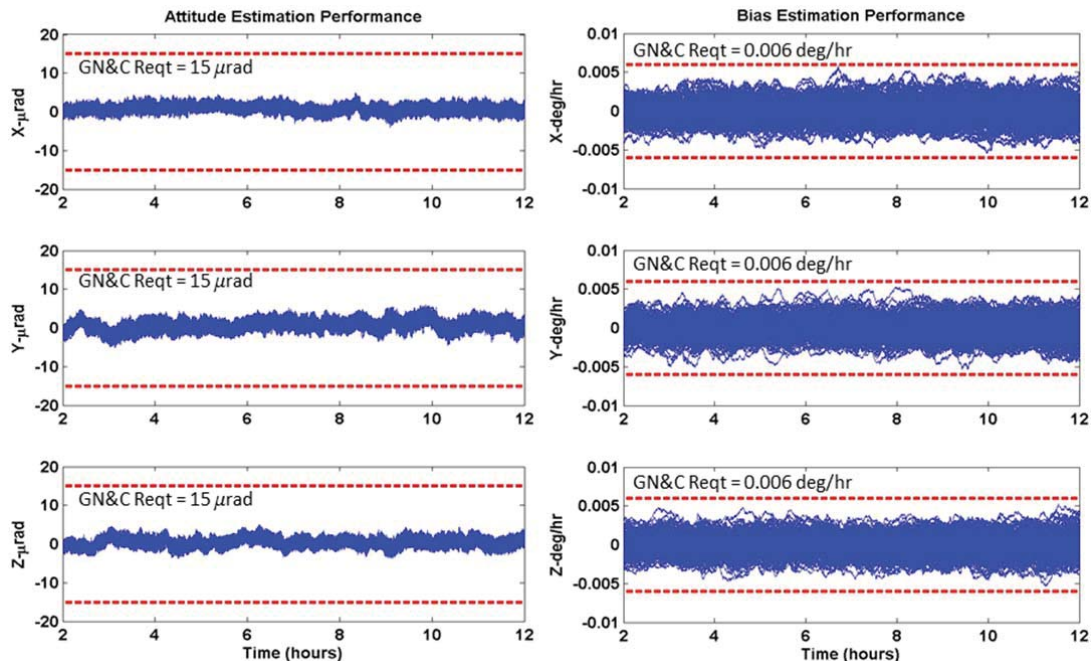 Attitude Estimation Performance
20
10
0
-10
-20
X-μrad
GN&C Reqt = 15 μrad
2 4 6 8 10 12
20
10
0
-10
-20
Y-μrad
GN&C Reqt = 15 μrad
2 4 6 8 10 12
20
10
0
-10
-20
Z-μrad
GN&C Reqt = 15 μrad
2 4 6 8 10 12
Time (hours)
Bias Estimation Performance
0.01
0.005
0
-0.005
-0.01
X-deg/hr
GN&C Reqt = 0.006 deg/hr
2 4 6 8 10 12
0.01
0.005
0
-0.005
-0.01
Y-deg/hr
GN&C Reqt = 0.006 deg/hr
2 4 6 8 10 12
0.01
0.005
0
-0.005
-0.01
Z-deg/hr
GN&C Reqt = 0.006 deg/hr
2 4 6 8 10 12
Time (hours)